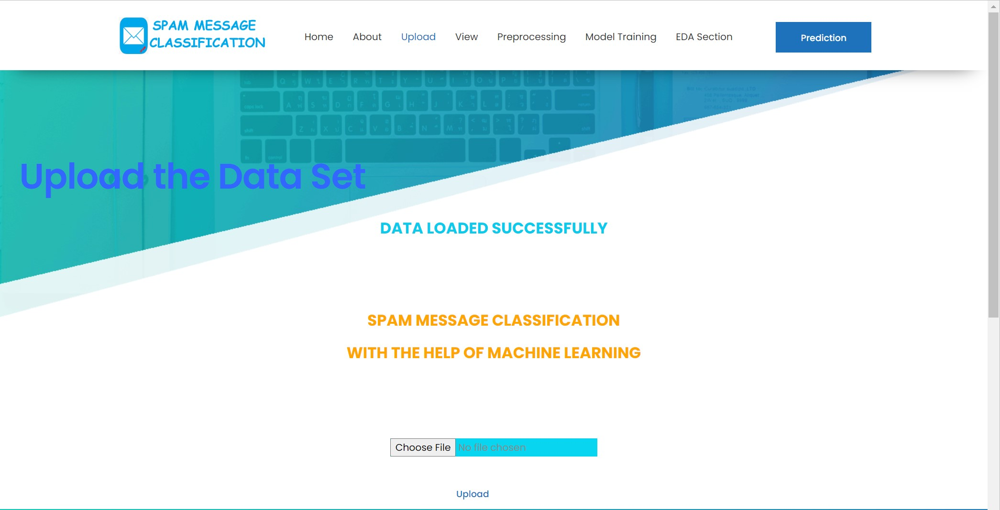 SPAM MESSAGE
CLASSIFICATION
Home About Upload View Preprocessing Model Training EDA Section Prediction
Upload the Data Set
DATA LOADED SUCCESSFULLY
SPAM MESSAGE CLASSIFICATION
WITH THE HELP OF MACHINE LEARNING
Choose File No file chosen
Upload